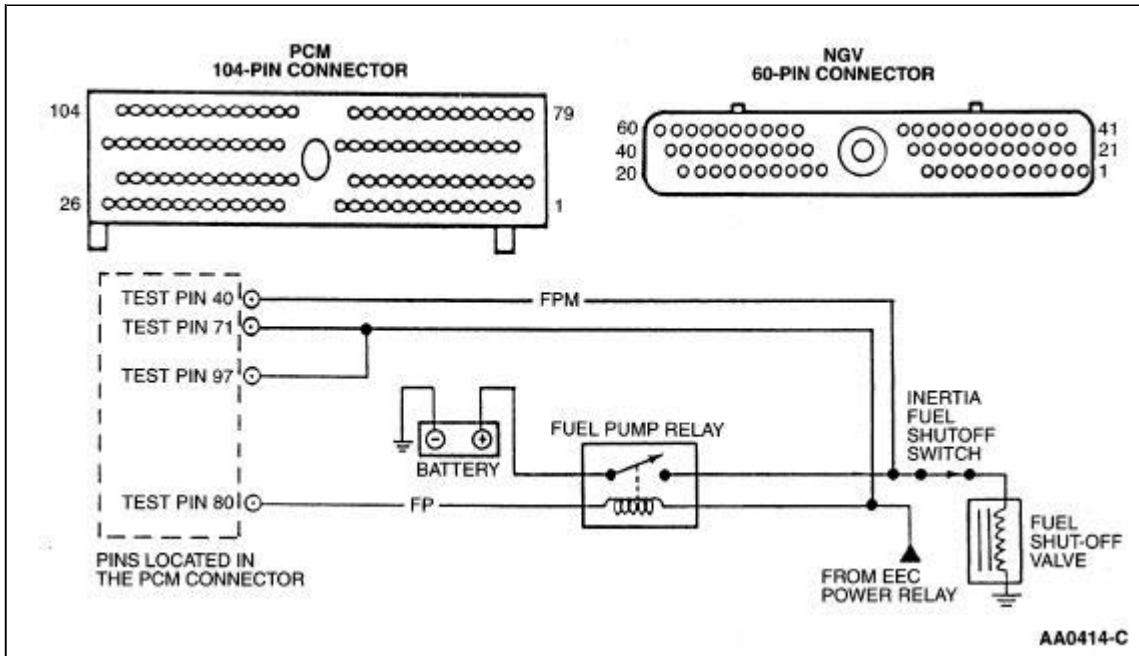 PCM
104-PIN CONNECTOR
NGV
60-PIN CONNECTOR
104
79
26
1
60
40
20
41
21
1
TEST PIN 40
FPM
TEST PIN 71
TEST PIN 97
TEST PIN 80
FP
PINS LOCATED IN
THE PCM CONNECTOR
BATTERY
FUEL PUMP RELAY
INERTIA
FUEL
SHUTOFF
SWITCH
FUEL
SHUT-OFF
VALVE
FROM EEC
POWER RELAY
AA0414-C